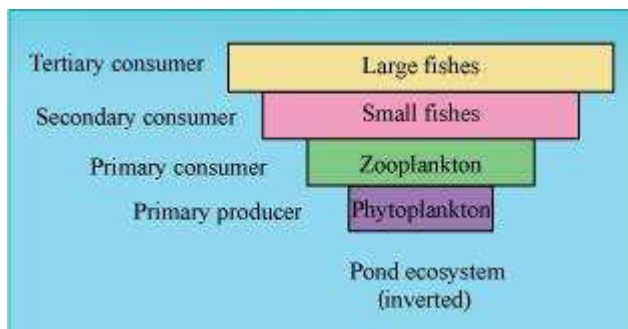 Tertiary consumer Large fishes
Secondary consumer Small fishes
Primary consumer Zooplankton
Primary producer Phytoplankton
Pond ecosystem
(inverted)